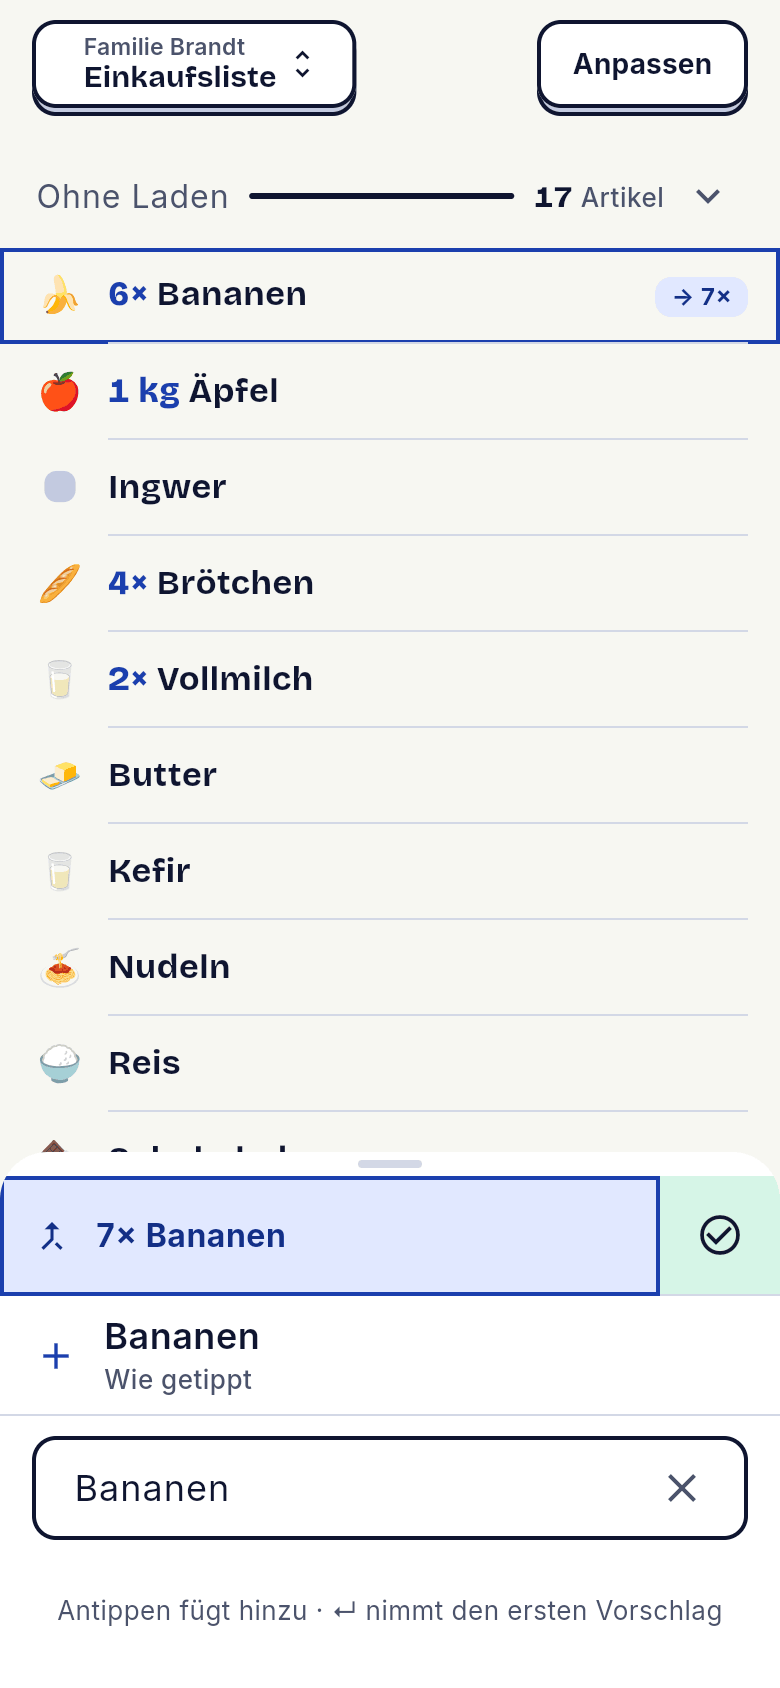 Familie Brandt
Einkaufsliste
Anpassen
Ohne Laden 17 Artikel
6× Bananen → 7×
1 kg Äpfel
Ingwer
4× Brötchen
2× Vollmilch
Butter
Kefir
Nudeln
Reis
7× Bananen
Bananen
Wie getippt
Bananen
Antippen fügt hinzu · ↵ nimmt den ersten Vorschlag